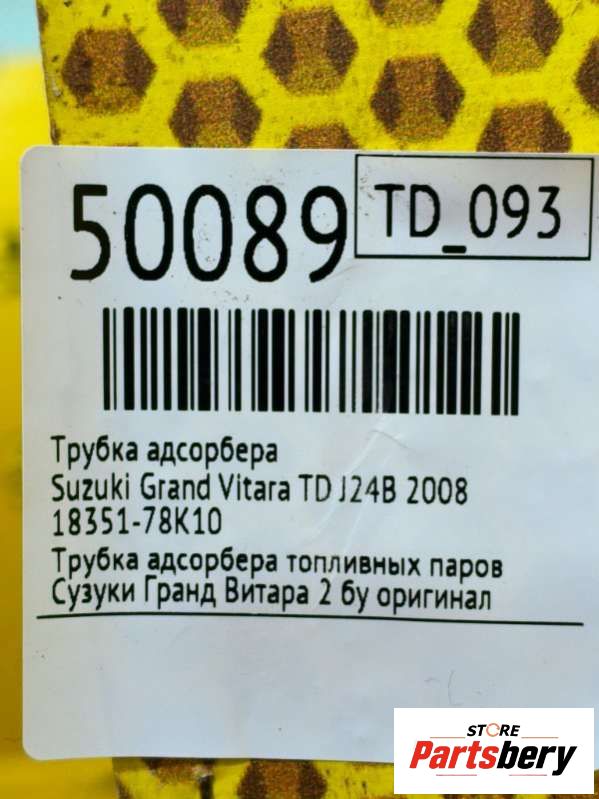 50089
TD_093
Трубка адсорбера
Suzuki Grand Vitara TD J24B 2008
18351-78K10
Трубка адсорбера топливных паров
Сузуки Гранд Витара 2 бу оригинал
STORE
Partsbery